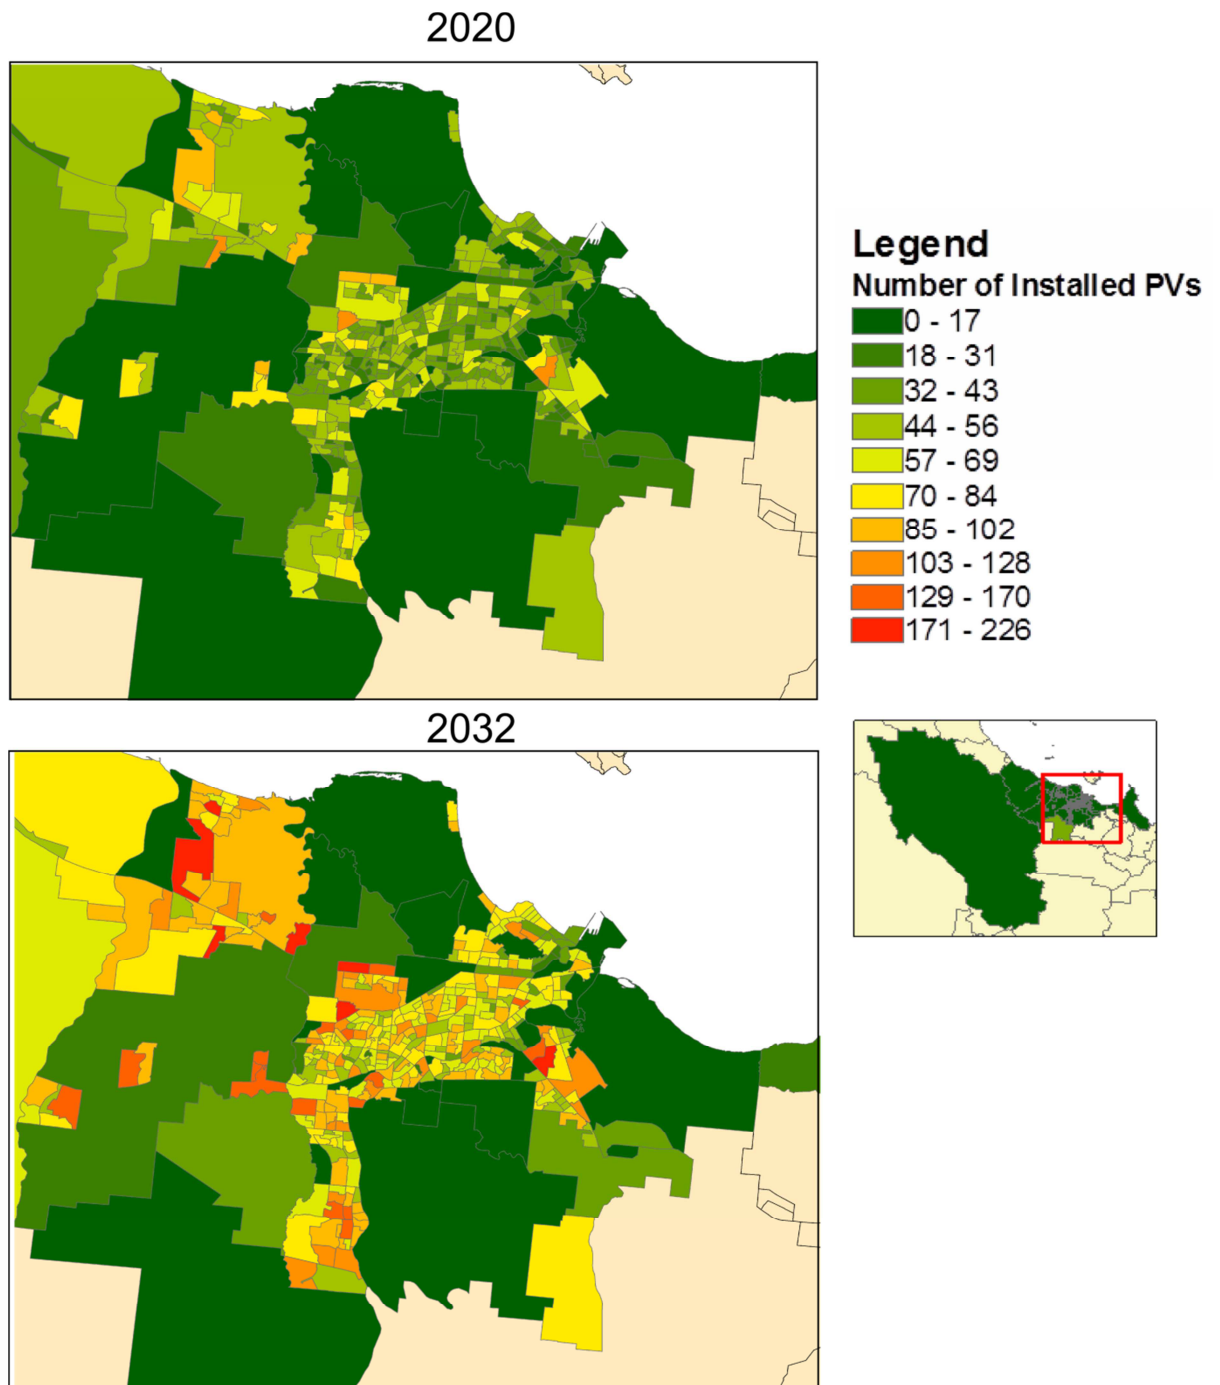 2020
Legend
Number of Installed PVs
0 - 17
18 - 31
32 - 43
44 - 56
57 - 69
70 - 84
85 - 102
103 - 128
129 - 170
171 - 226
2032